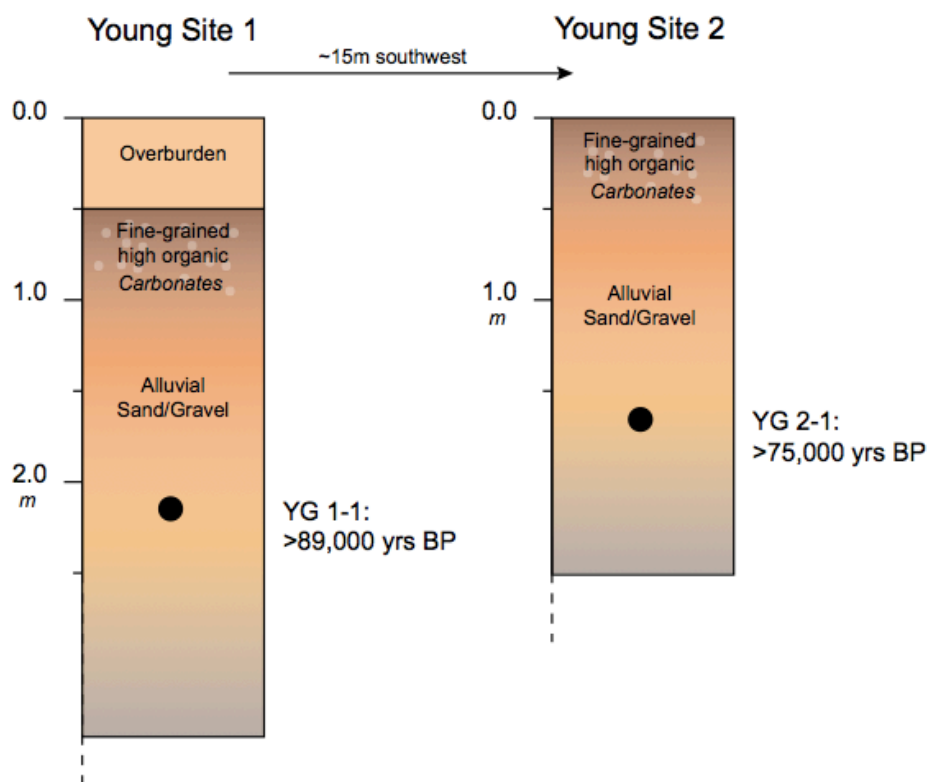 Young Site 1
Young Site 2
~15m southwest
0.0
Overburden
Fine-grained
high organic
Carbonates
1.0
Alluvial
Sand/Gravel
2.0
m
YG 1-1:
>89,000 yrs BP
0.0
Fine-grained
high organic
Carbonates
1.0
m
Alluvial
Sand/Gravel
YG 2-1:
>75,000 yrs BP